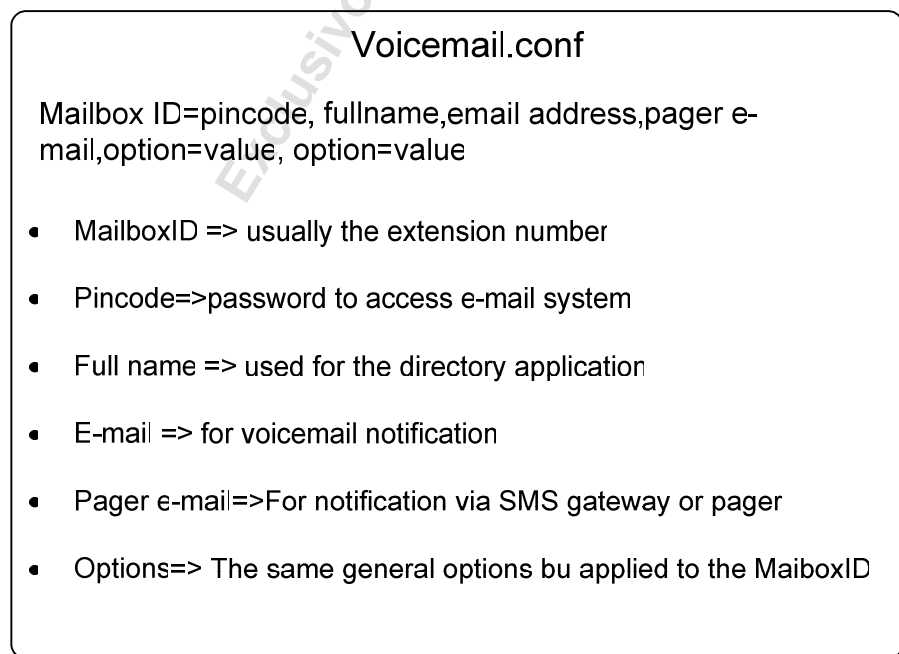 Voicemail.conf
Mailbox ID=pincode, fullname,email address,pager e-
mail,option=value, option=value
• MailboxID => usually the extension number
• Pincode=>password to access e-mail system
• Full name => used for the directory application
• E-mail => for voicemail notification
• Pager e-mail=>For notification via SMS gateway or pager
• Options=> The same general options bu applied to the MaiboxID